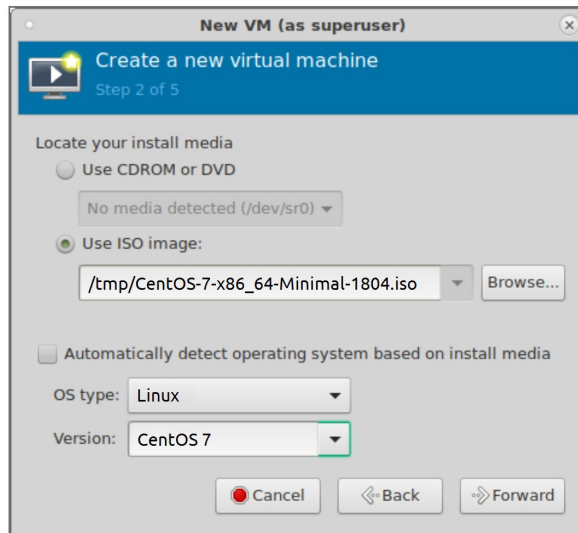 New VM (as superuser)
Create a new virtual machine
Step 2 of 5
Locate your install media
Use CDROM or DVD
No media detected (/dev/sr0)
Use ISO image:
/tmp/CentOS-7-x86_64-Minimal-1804.iso
Browse...
Automatically detect operating system based on install media
OS type: Linux
Version: CentOS 7
Cancel Back Forward